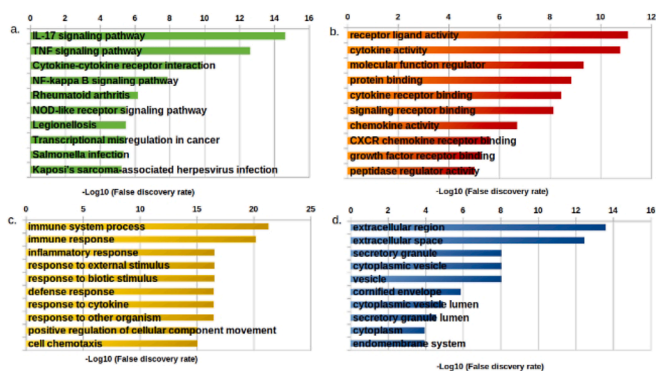 a.
0 2 4 6 8 10 12 14 16
IL-17 signaling pathway
TNF signaling pathway
Cytokine-cytokine receptor interaction
NF-kappa B signaling pathway
Rheumatoid arthritis
NOD-like receptor signaling pathway
Legionellosis
Transcriptional misregulation in cancer
Salmonella infection
Kaposi's sarcoma-associated herpesvirus infection
-Log10 (False discovery rate)
b.
0 2 4 6 8 10 12
receptor ligand activity
cytokine activity
molecular function regulator
protein binding
cytokine receptor binding
signaling receptor binding
chemokine activity
CXCR chemokine receptor binding
growth factor receptor binding
peptidase regulator activity
-Log10 (False discovery rate)
c.
0 5 10 15 20 25
immune system process
immune response
inflammatory response
response to external stimulus
response to biotic stimulus
defense response
response to cytokine
response to other organism
positive regulation of cellular component movement
cell chemotaxis
-Log10 (False discovery rate)
d.
0 2 4 6 8 10 12 14 16
extracellular region
extracellular space
secretory granule
cytoplasmic vesicle
vesicle
cornified envelope
cytoplasmic vesicle lumen
secretory granule lumen
cytoplasm
endomembrane system
-Log10 (False discovery rate)